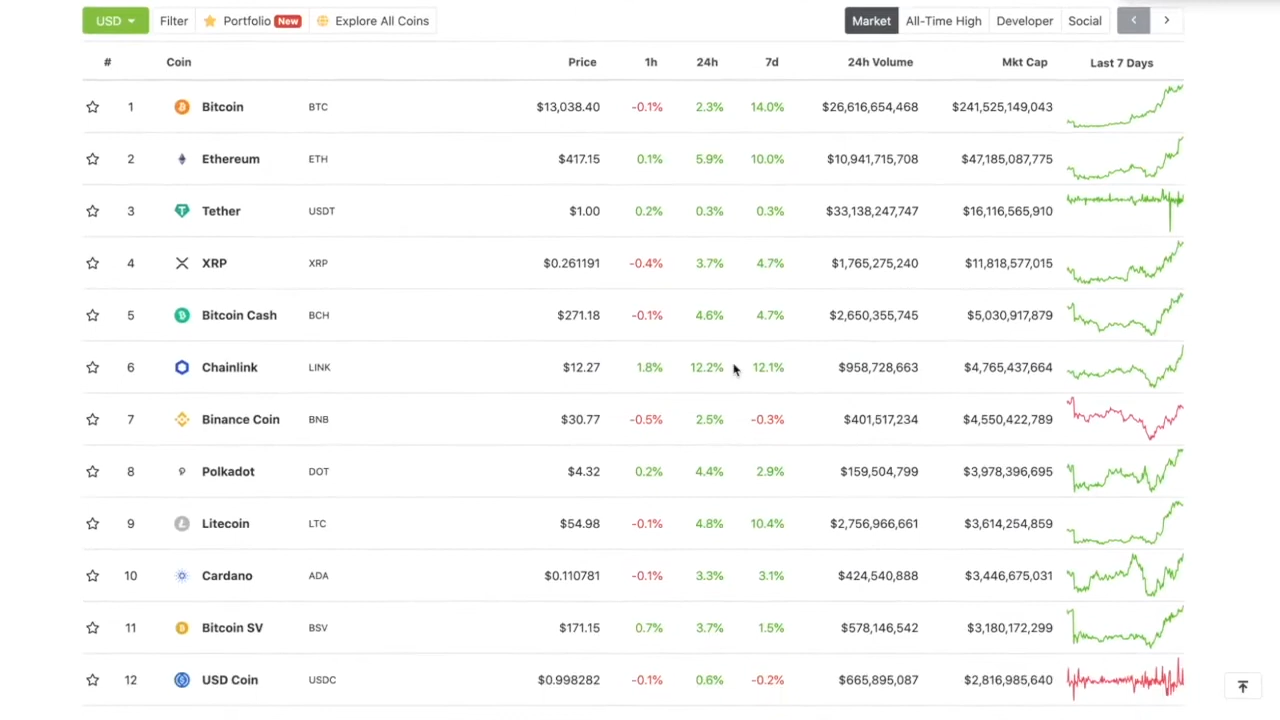 USD Filter Portfolio New Explore All Coins Market All-Time High Developer Social
# Coin Price 1h 24h 7d 24h Volume Mkt Cap Last 7 Days
1 Bitcoin BTC $13,038.40 -0.1% 2.3% 14.0% $26,616,654,468 $241,525,149,043
2 Ethereum ETH $417.15 0.1% 5.9% 10.0% $10,941,715,708 $47,185,087,775
3 Tether USDT $1.00 0.2% 0.3% 0.3% $33,138,247,747 $16,116,565,910
4 XRP XRP $0.261191 -0.4% 3.7% 4.7% $1,765,275,240 $11,818,577,015
5 Bitcoin Cash BCH $271.18 -0.1% 4.6% 4.7% $2,650,355,745 $5,030,917,879
6 Chainlink LINK $12.27 1.8% 12.2% 12.1% $958,728,663 $4,765,437,664
7 Binance Coin BNB $30.77 -0.5% 2.5% -0.3% $401,517,234 $4,550,422,789
8 Polkadot DOT $4.32 0.2% 4.4% 2.9% $159,504,799 $3,978,396,695
9 Litecoin LTC $54.98 -0.1% 4.8% 10.4% $2,756,966,661 $3,614,254,859
10 Cardano ADA $0.110781 -0.1% 3.3% 3.1% $424,540,888 $3,446,675,031
11 Bitcoin SV BSV $171.15 0.7% 3.7% 1.5% $578,146,542 $3,180,172,299
12 USD Coin USDC $0.998282 -0.1% 0.6% -0.2% $665,895,087 $2,816,985,640